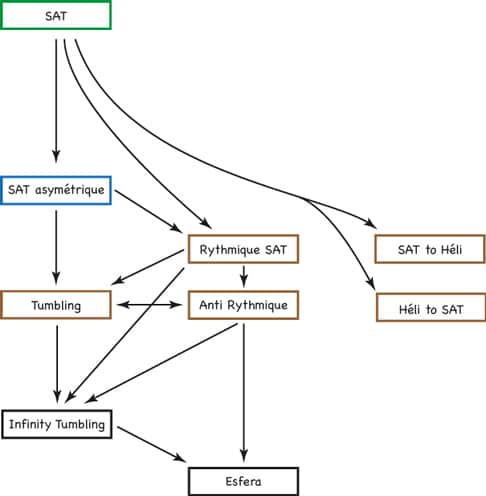 SAT
SAT asymétrique
Rythmique SAT
SAT to Héli
Tumbling
Anti Rythmique
Héli to SAT
Infinity Tumbling
Esfera